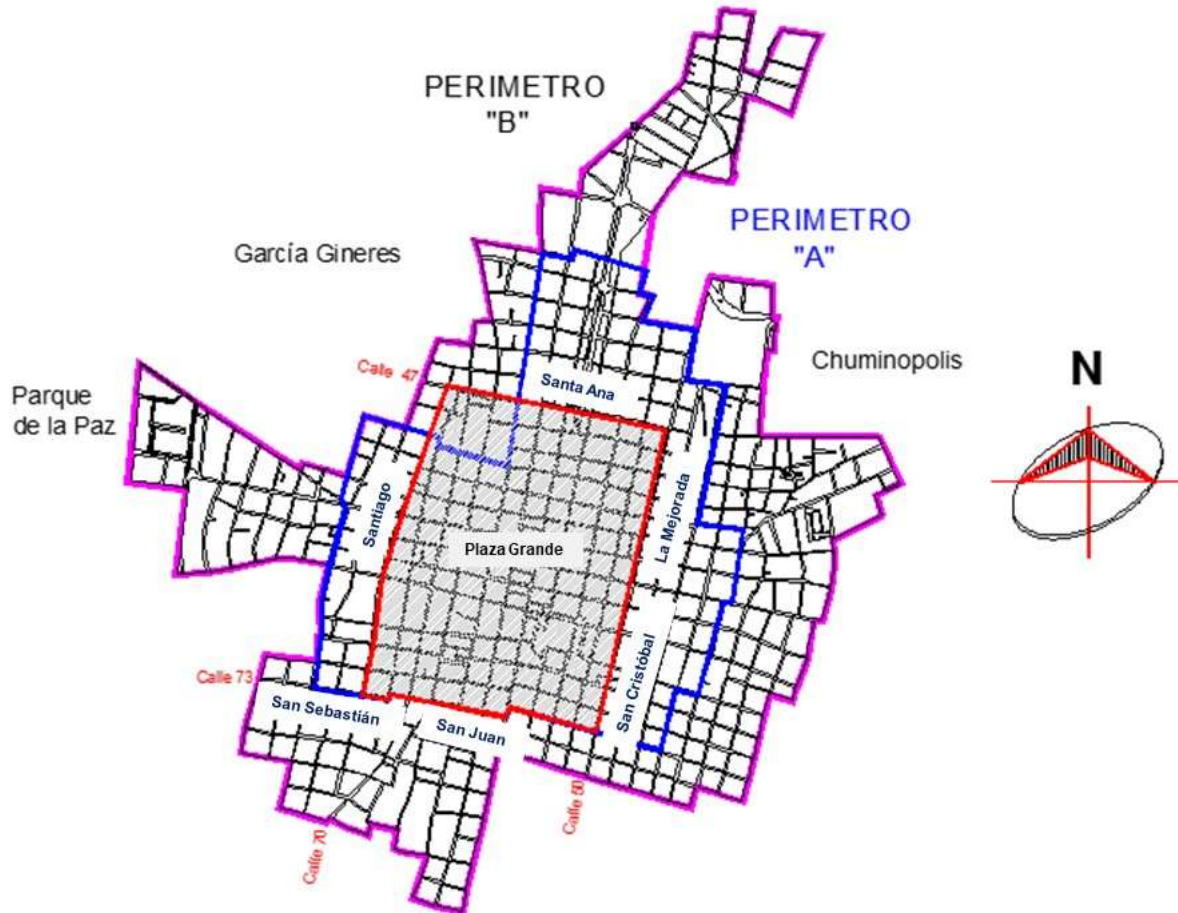 PERIMETRO
"B"
PERIMETRO
"A"
García Gineres
Chuminopolis
N
Calle 47
Santa Ana
Parque
de la Paz
Santiago
La Mejorada
Plaza Grande
San Cristóbal
Calle 73
San Sebastián
San Juan
Calle 50
Calle 70